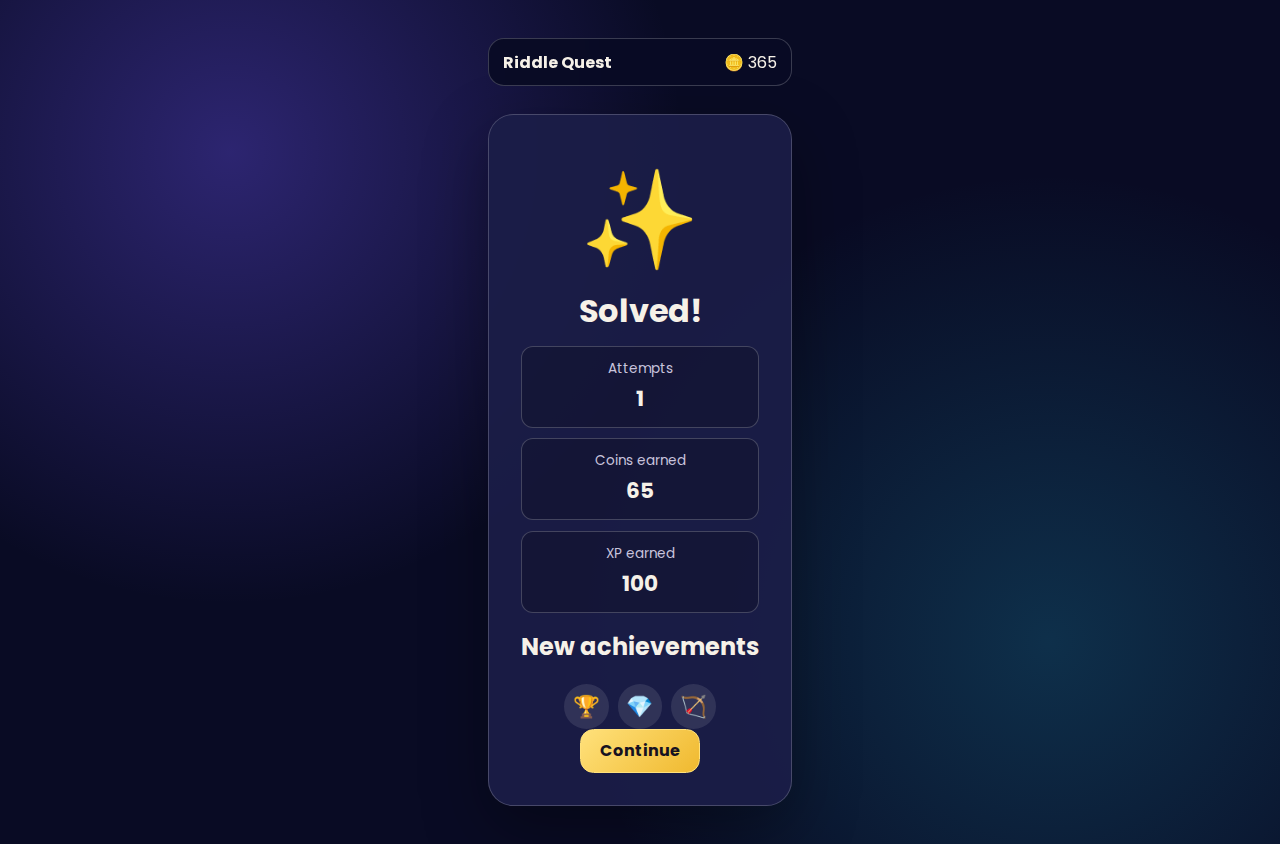 Riddle Quest 365
Solved!
Attempts
1
Coins earned
65
XP earned
100
New achievements
Continue